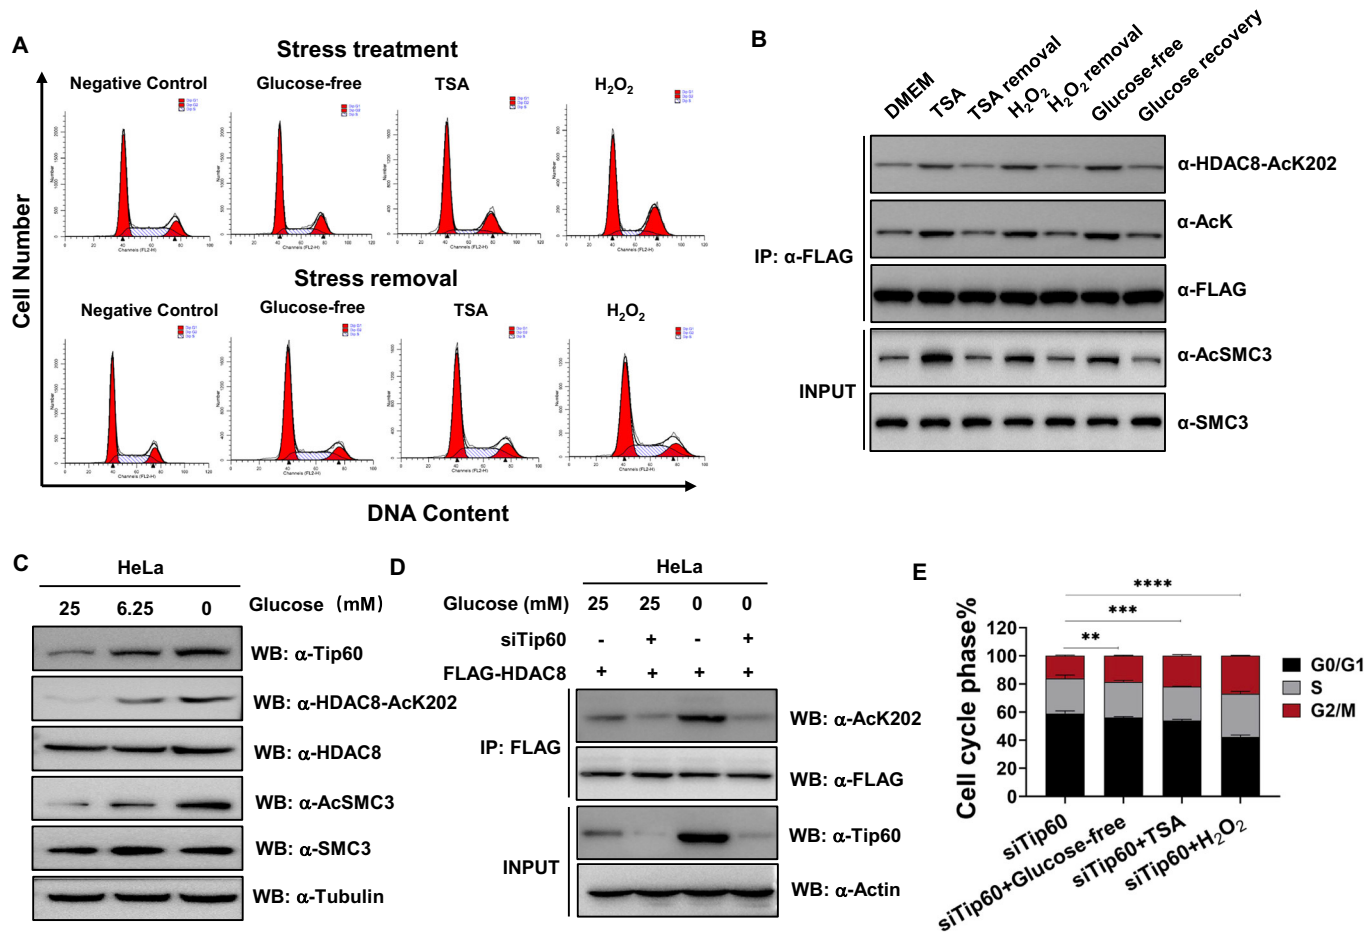 A
Stress treatment
Negative Control
Glucose-free
TSA
H₂O₂
Stress removal
Negative Control
Glucose-free
TSA
H₂O₂
Cell Number
DNA Content
B
DMEM
TSA
TSA removal
H₂O₂
H₂O₂ removal
Glucose-free
Glucose recovery
IP: α-FLAG
α-HDAC8-AcK202
α-AcK
α-FLAG
INPUT
α-AcSMC3
α-SMC3
C
HeLa
25 6.25 0 Glucose (mM)
WB: α-Tip60
WB: α-HDAC8-AcK202
WB: α-HDAC8
WB: α-AcSMC3
WB: α-SMC3
WB: α-Tubulin
D
HeLa
Glucose (mM) 25 25 0 0
siTip60 - + - +
FLAG-HDAC8 + + + +
IP: FLAG
WB: α-AcK202
WB: α-FLAG
INPUT
WB: α-Tip60
WB: α-Actin
E
****
***
**
Cell cycle phase%
120
100
80
60
40
20
0
G0/G1
S
G2/M
siTip60
siTip60+Glucose-free
siTip60+TSA
siTip60+H₂O₂